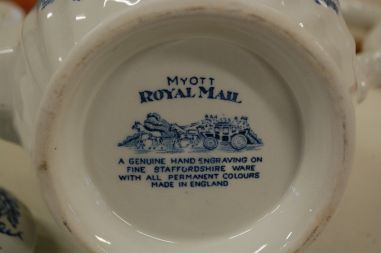 MYOTT
ROYAL MAIL
A GENUINE HAND ENGRAVING ON
FINE STAFFORDSHIRE WARE
WITH ALL PERMANENT COLOURS
MADE IN ENGLAND